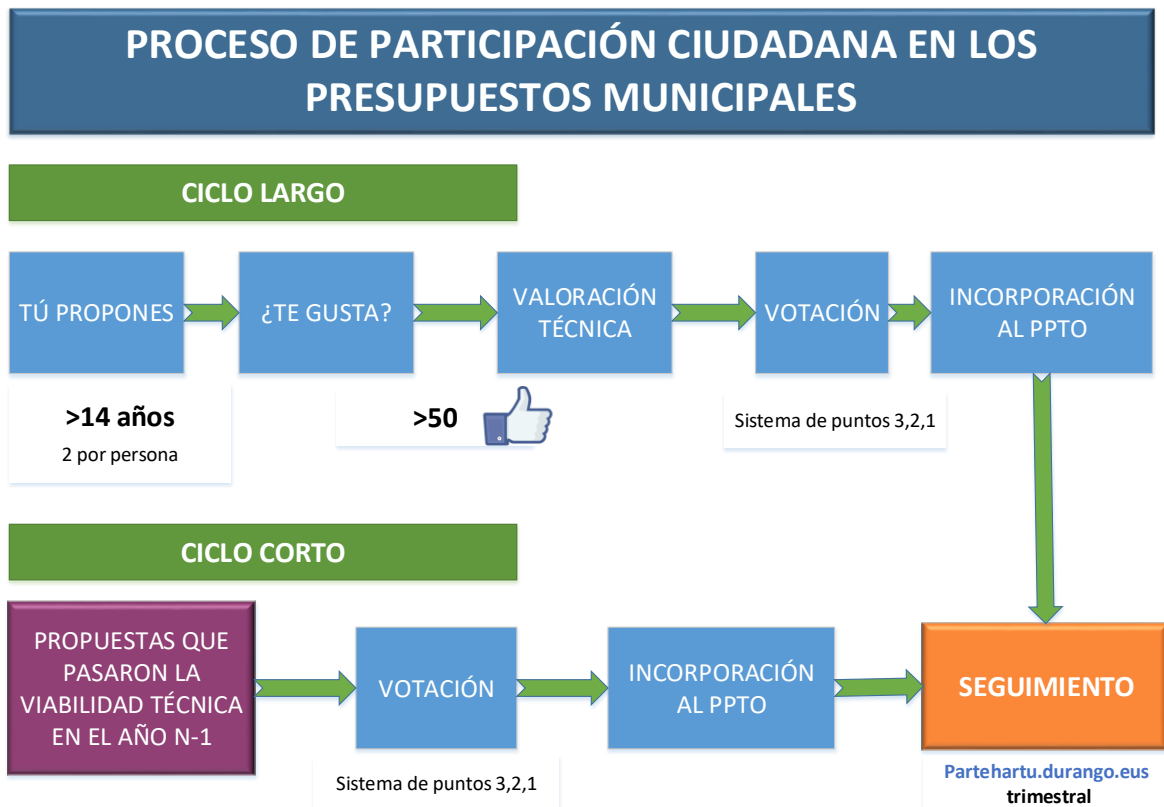 PROCESO DE PARTICIPACIÓN CIUDADANA EN LOS
PRESUPUESTOS MUNICIPALES
CICLO LARGO
TÚ PROPONES
¿TE GUSTA?
VALORACIÓN
TÉCNICA
VOTACIÓN
INCORPORACIÓN
AL PPTO
>14 años
2 por persona
>50
Sistema de puntos 3,2,1
CICLO CORTO
PROPUESTAS QUE
PASARON LA
VIABILIDAD TÉCNICA
EN EL AÑO N-1
VOTACIÓN
INCORPORACIÓN
AL PPTO
SEGUIMIENTO
Sistema de puntos 3,2,1
Partehartu.durango.eus
trimestral